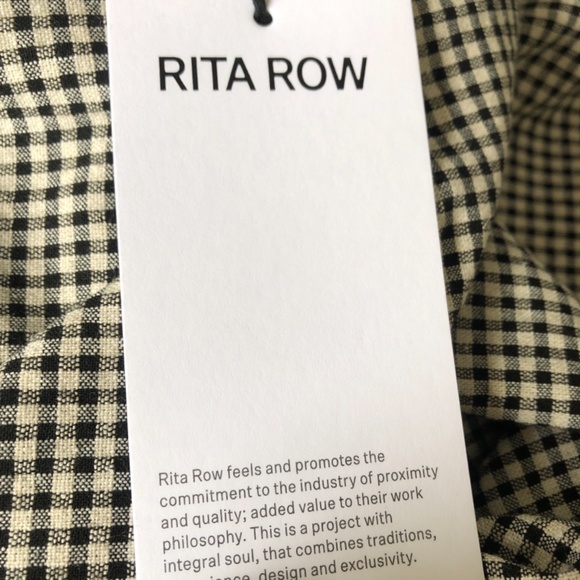 RITA ROW
Rita Row feels and promotes the
commitment to the industry of proximity
and quality; added value to their work
philosophy. This is a project with
integral soul, that combines traditions,
design and exclusivity.